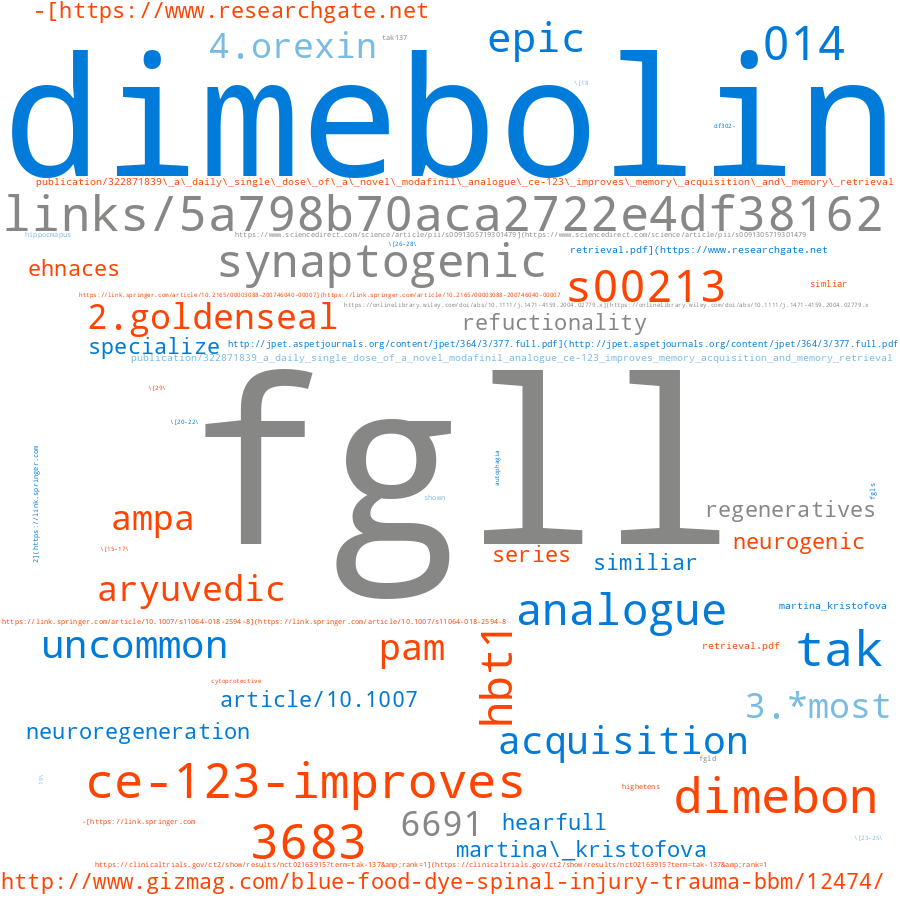 -[https://www.researchgate.net
4.orexin
tak137
epic
014
dimebolin
\[18
df302-
publication/322871839\_a\_daily\_single\_dose\_of\_a\_novel\_modafinil\_analogue\_ce-123\_improves\_memory\_acquisition\_and\_memory\_retrieval
links/5a798b70aca2722e4df38162
hippocmapus
https://www.sciencedirect.com/science/article/pii/s0091305719301479](https://www.sciencedirect.com/science/article/pii/s0091305719301479
\[26-28\
synaptogenic
retrieval.pdf](https://www.researchgate.net
ehnaces
s00213
simliar
https://link.springer.com/article/10.2165/00003088-200746040-00007](https://link.springer.com/article/10.2165/00003088-200746040-00007
2.goldenseal
https://onlinelibrary.wiley.com/doi/abs/10.1111/j.1471-4159.2004.02779.x](https://onlinelibrary.wiley.com/doi/abs/10.1111/j.1471-4159.2004.02779.x
refuctionality
specialize
http://jpet.aspetjournals.org/content/jpet/364/3/377.full.pdf](http://jpet.aspetjournals.org/content/jpet/364/3/377.full.pdf
publication/322871839_a_daily_single_dose_of_a_novel_modafinil_analogue_ce-123_improves_memory_acquisition_and_memory_retrieval
\[29\
\[20-22\
fgll
2](https://link.springer.com
autophagia
fgls
shown
ampa
regeneratives
\[15-17\
neurogenic
series
similiar
aryuvedic
analogue
martina_kristofova
https://link.springer.com/article/10.1007/s11064-018-2594-8](https://link.springer.com/article/10.1007/s11064-018-2594-8
uncommon
pam
hbt1
retrieval.pdf
tak
cytoprotective
article/10.1007
3.*most
neuroregeneration
acquisition
fgld
19\
ce-123-improves
highetens
dimebon
-[https://link.springer.com
3683
6691
hearfull
martina\_kristofova
\[23-25\
https://clinicaltrials.gov/ct2/show/results/nct02163915?term=tak-137&amp;rank=1](https://clinicaltrials.gov/ct2/show/results/nct02163915?term=tak-137&amp;rank=1
http://www.gizmag.com/blue-food-dye-spinal-injury-trauma-bbm/12474/